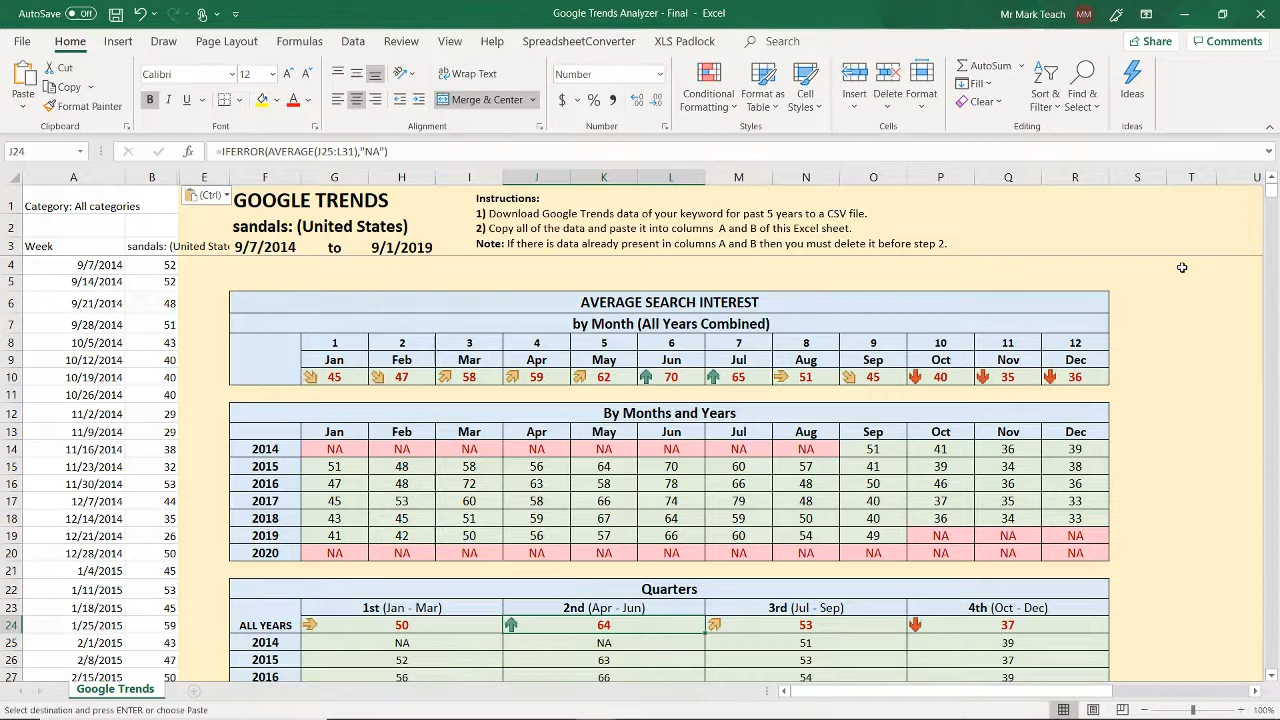 AutoSave Off
Google Trends Analyzer - Final - Excel
Mr Mark Teach MM
File Home Insert Draw Page Layout Formulas Data Review View Help SpreadsheetConverter XLS Padlock Search
Share Comments
Paste Cut Copy Format Painter
Calibri 12
B I U A A A
Wrap Text
Merge & Center
Number
$ % ,
Conditional Formatting Format as Table Cell Styles
Insert Delete Format
AutoSum Fill Clear
Sort & Filter Find & Select
Ideas
Clipboard Font Alignment Number Styles Cells Editing Ideas
J24 fx =IFERROR(AVERAGE(J25:L31),"NA")
A B E F G H I J K L M N O P Q R S T U
(Ctrl)
1 Category: All categories
2
3 Week sandals: (United Stat
GOOGLE TRENDS
sandals: (United States)
9/7/2014 to 9/1/2019
Instructions:
1) Download Google Trends data of your keyword for past 5 years to a CSV file.
2) Copy all of the data and paste it into columns A and B of this Excel sheet.
Note: If there is data already present in columns A and B then you must delete it before step 2.
4 9/7/2014 52
5 9/14/2014 52
6 9/21/2014 48
7 9/28/2014 51
8 10/5/2014 43
9 10/12/2014 40
10 10/19/2014 40
11 10/26/2014 40
12 11/2/2014 29
13 11/9/2014 29
14 11/16/2014 38
15 11/23/2014 32
16 11/30/2014 53
17 12/7/2014 44
18 12/14/2014 35
19 12/21/2014 26
20 12/28/2014 50
21 1/4/2015 45
22 1/11/2015 53
23 1/18/2015 45
24 1/25/2015 59
25 2/1/2015 43
26 2/8/2015 47
27 2/15/2015 50
AVERAGE SEARCH INTEREST
by Month (All Years Combined)
1 2 3 4 5 6 7 8 9 10 11 12
Jan Feb Mar Apr May Jun Jul Aug Sep Oct Nov Dec
45 47 58 59 62 70 65 51 45 40 35 36
By Months and Years
Jan Feb Mar Apr May Jun Jul Aug Sep Oct Nov Dec
2014 NA NA NA NA NA NA NA NA 51 41 36 39
2015 51 48 58 56 64 70 60 57 41 39 34 38
2016 47 48 72 63 58 78 66 48 50 46 36 36
2017 45 53 60 58 66 74 79 48 40 37 35 33
2018 43 45 51 59 67 64 59 50 40 36 34 33
2019 41 42 50 56 57 66 60 54 49 NA NA NA
2020 NA NA NA NA NA NA NA NA NA NA NA NA
Quarters
1st (Jan - Mar) 2nd (Apr - Jun) 3rd (Jul - Sep) 4th (Oct - Dec)
ALL YEARS 50 64 53 37
2014 NA NA 51 39
2015 52 63 53 37
2016 56 66 54 39
Google Trends
Select destination and press ENTER or choose Paste
100%